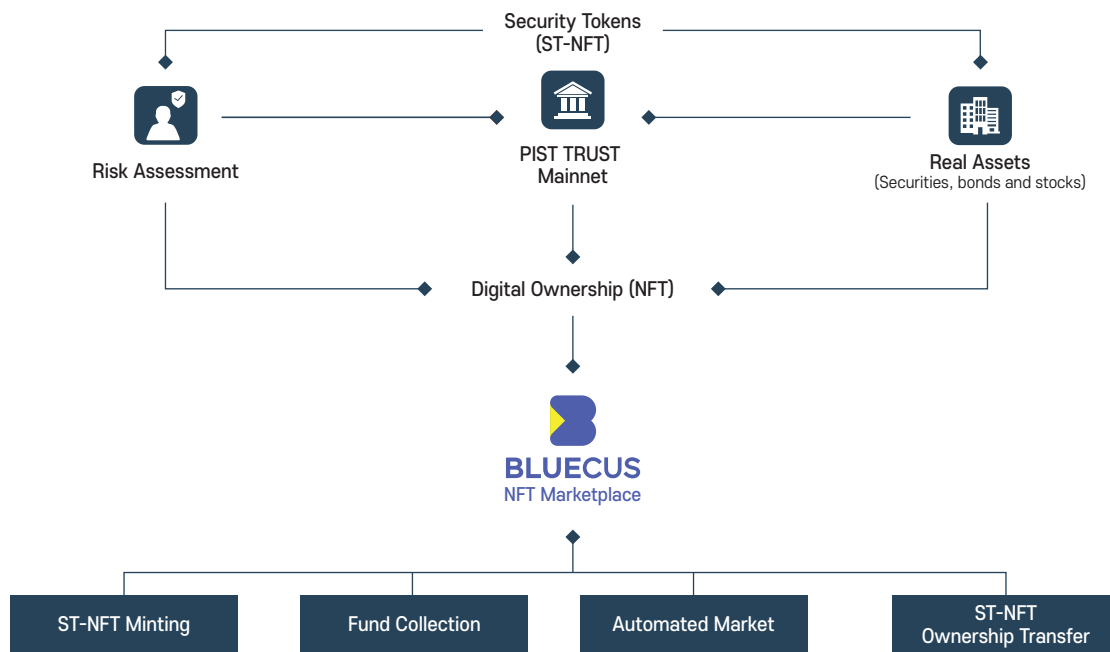 Security Tokens
(ST-NFT)
Risk Assessment
PIST TRUST
Mainnet
Real Assets
(Securities, bonds and stocks)
Digital Ownership (NFT)
BLUECUS
NFT Marketplace
ST-NFT Minting
Fund Collection
Automated Market
ST-NFT
Ownership Transfer